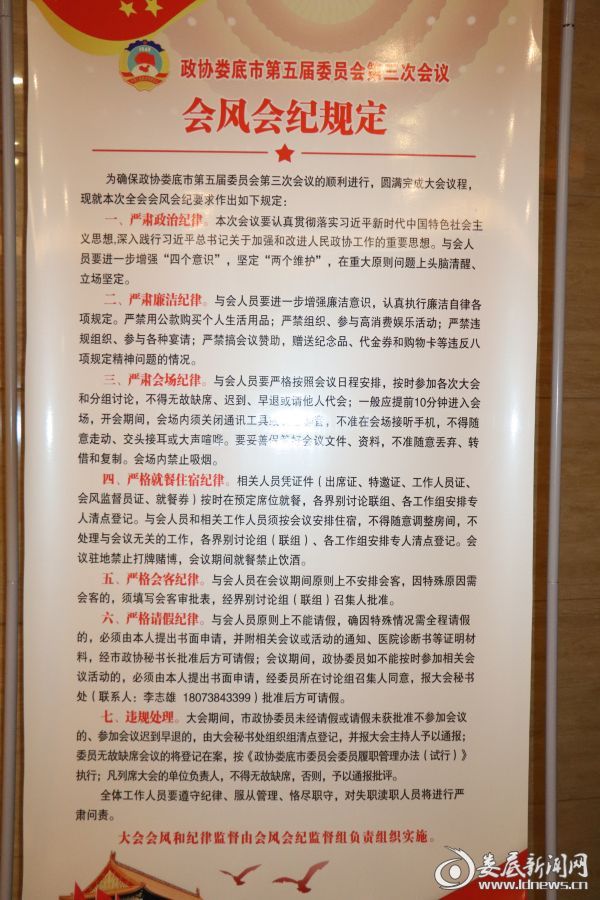 政协娄底市第五届委员会第三次会议
会风会纪规定
为确保政协娄底市第五届委员会第三次会议的顺利进行，圆满完成大会议程，
现就本次全会会风会纪要求作出如下规定：
一、严肃政治纪律。本次会议要认真贯彻落实习近平新时代中国特色社会主
义思想,深入践行习近平总书记关于加强和改进人民政协工作的重要思想。与会人
员要进一步增强“四个意识”，坚定“两个维护”，在重大原则问题上头脑清醒、
立场坚定。
二、严肃廉洁纪律。与会人员要进一步增强廉洁意识，认真执行廉洁自律各
项规定。严禁用公款购买个人生活用品；严禁组织、参与高消费娱乐活动；严禁违
规组织、参与各种宴请；严禁搞会议赞助，赠送纪念品、代金券和购物卡等违反八
项规定精神问题的情况。
三、严肃会场纪律。与会人员要严格按照会议日程安排，按时参加各次大会
和分组讨论，不得无故缺席、迟到、早退或请他人代会；一般应提前10分钟进入会
场，开会期间，会场内须关闭通讯工具 音，不准在会场接听手机，不得随
意走动、交头接耳或大声喧哗。要妥善保管好会议文件、资料，不准随意丢弃、转
借和复制。会场内禁止吸烟。
四、严格就餐住宿纪律。相关人员凭证件（出席证、特邀证、工作人员证、
会风监督员证、就餐券）按时在预定席位就餐，各界别讨论联组、各工作组安排专
人清点登记。与会人员和相关工作人员须按会议安排住宿，不得随意调整房间，不
处理与会议无关的工作，各界别讨论组（联组）、各工作组安排专人清点登记。会
议驻地禁止打牌赌博，会议期间就餐禁止饮酒。
五、严格会客纪律。与会人员在会议期间原则上不安排会客，因特殊原因需
会客的，须填写会客审批表，经界别讨论组（联组）召集人批准。
六、严格请假纪律。与会人员原则上不能请假，确因特殊情况需全程请假
的，必须由本人提出书面申请，并附相关会议或活动的通知、医院诊断书等证明材
料，经市政协秘书长批准后方可请假；会议期间，政协委员如不能按时参加相关会
议活动的，必须由本人提出书面申请，经委员所在讨论组召集人同意，报大会秘书
处（联系人：李志雄 18073843399）批准后方可请假。
七、违规处理。大会期间，市政协委员未经请假或请假未获批准不参加会议
的、参加会议迟到早退的，由大会秘书处组织组清点登记，并报大会主持人予以通报；
委员无故缺席会议的将登记在案，按《政协娄底市委员会委员履职管理办法（试行）》
执行；凡列席大会的单位负责人，不得无故缺席，否则，予以通报批评。
全体工作人员要遵守纪律、服从管理、恪尽职守，对失职渎职人员将进行严
肃问责。
大会会风和纪律监督由会风会纪监督组负责组织实施。
娄底新闻网
www.ldnews.cn